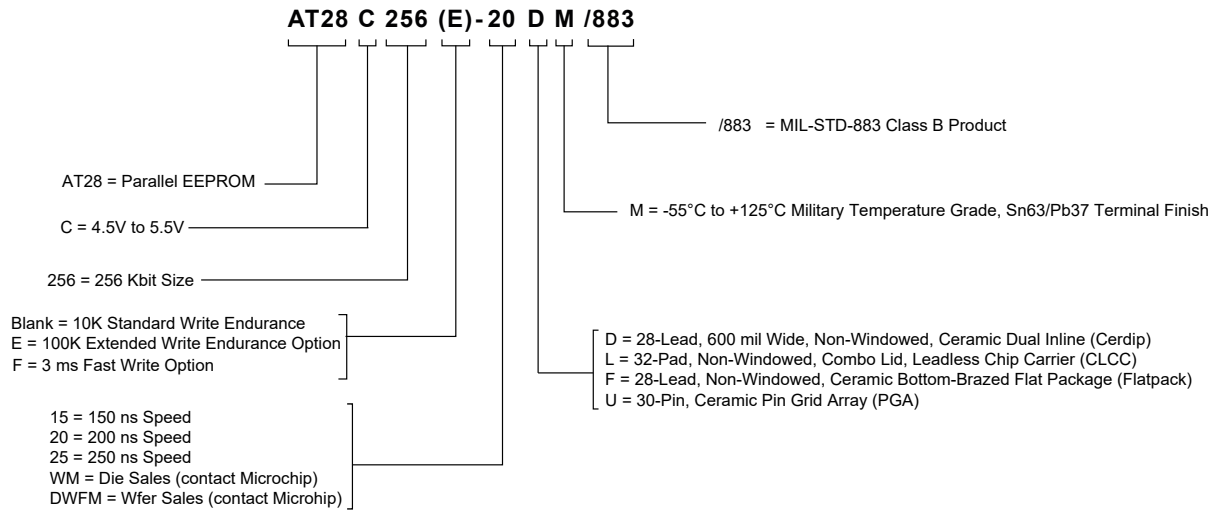 AT28 C 256 (E)-20 D M /883
/883 = MIL-STD-883 Class B Product
AT28 = Parallel EEPROM
M = -55°C to +125°C Military Temperature Grade, Sn63/Pb37 Terminal Finish
C = 4.5V to 5.5V
256 = 256 Kbit Size
Blank = 10K Standard Write Endurance
E = 100K Extended Write Endurance Option
F = 3 ms Fast Write Option
D = 28-Lead, 600 mil Wide, Non-Windowed, Ceramic Dual Inline (Cerdip)
L = 32-Pad, Non-Windowed, Combo Lid, Leadless Chip Carrier (CLCC)
F = 28-Lead, Non-Windowed, Ceramic Bottom-Brazed Flat Package (Flatpack)
U = 30-Pin, Ceramic Pin Grid Array (PGA)
15 = 150 ns Speed
20 = 200 ns Speed
25 = 250 ns Speed
WM = Die Sales (contact Microchip)
DWFM = Wfer Sales (contact Microhip)